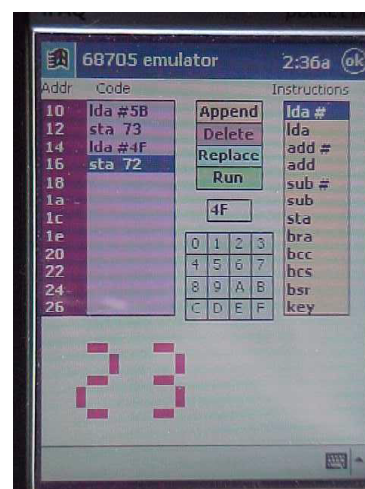 68705 emulator 2:36a ok
Addr Code Instructions
10 lda #5B
12 sta 73
14 lda #4F
16 sta 72
18
1a
1c
1e
20
22
24
26
Append
Delete
Replace
Run
4F
0 1 2 3
4 5 6 7
8 9 A B
C D E F
lda #
lda
add #
add
sub #
sub
sta
bra
bcc
bcs
bsr
key
23